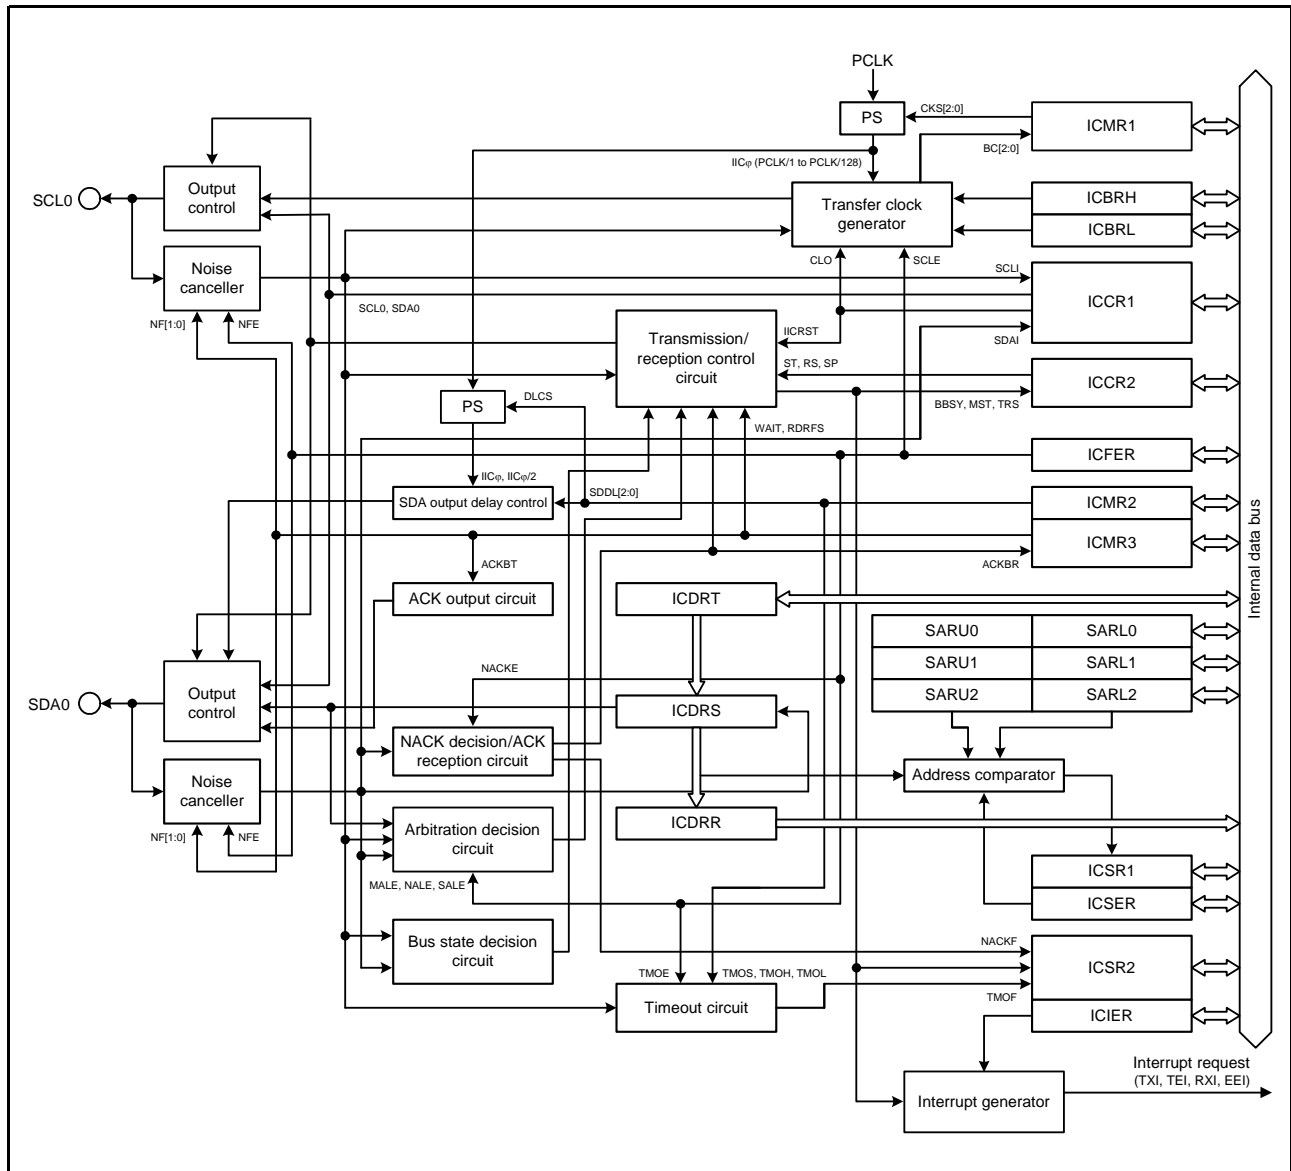 PCLK
PS
CKS[2:0]
ICMR1
BC[2:0]
IICφ (PCLK/1 to PCLK/128)
SCL0
Output
control
Transfer clock
generator
ICBRH
ICBRL
Noise
canceller
CLO
SCLE
SCLI
SCL0, SDA0
ICCR1
NF[1:0]
NFE
Transmission/
reception control
circuit
IICRST
SDAI
ST, RS, SP
ICCR2
BBSY, MST, TRS
PS
DLCS
WAIT, RDRFS
ICFER
IICφ, IICφ/2
SDA output delay control
SDDL[2:0]
ICMR2
ICMR3
ACKBT
ACKBR
ACK output circuit
ICDRT
Internal data bus
SARU0
SARL0
SARU1
SARL1
SARU2
SARL2
SDA0
Output
control
NACKE
ICDRS
NACK decision/ACK
reception circuit
Address comparator
Noise
canceller
NF[1:0]
NFE
Arbitration decision
circuit
ICDRR
MALE, NALE, SALE
ICSR1
ICSER
Bus state decision
circuit
NACKF
ICSR2
TMOE
TMOS, TMOH, TMOL
Timeout circuit
TMOF
ICIER
Interrupt generator
Interrupt request
(TXI, TEI, RXI, EEI)